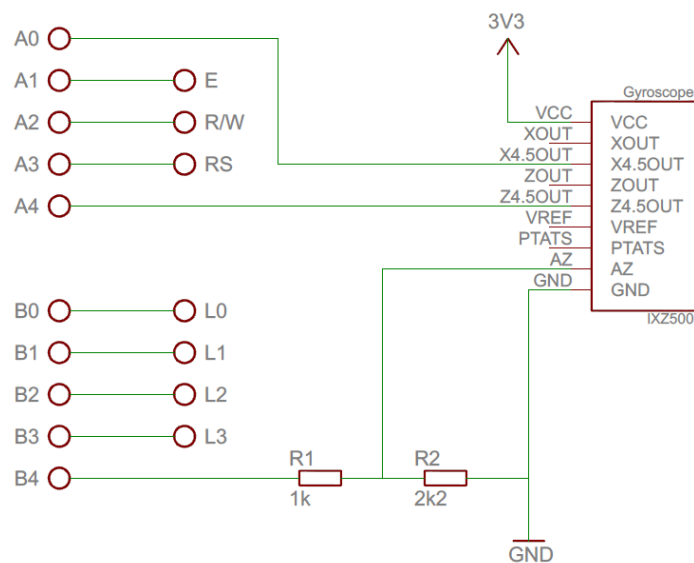 3V3
A0
Gyroscope
A1 E
VCC VCC
A2 R/W
XOUT XOUT
A3 RS
X4.5OUT X4.5OUT
ZOUT ZOUT
A4
Z4.5OUT Z4.5OUT
VREF VREF
PTATS PTATS
AZ AZ
GND GND
B0 L0
IXZ500
B1 L1
B2 L2
B3 L3
R1 R2
B4
1k 2k2
GND